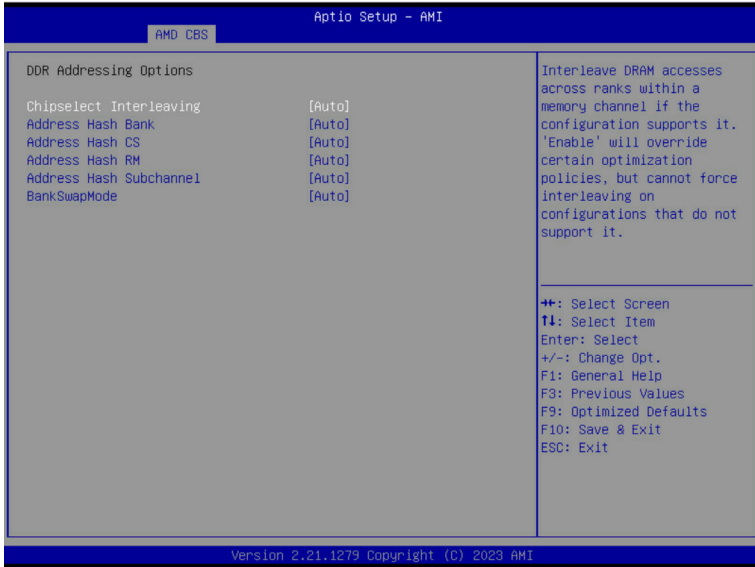 Aptio Setup – AMI
AMD CBS
DDR Addressing Options
Chipselect Interleaving [Auto]
Address Hash Bank [Auto]
Address Hash CS [Auto]
Address Hash RM [Auto]
Address Hash Subchannel [Auto]
BankSwapMode [Auto]
Interleave DRAM accesses
across ranks within a
memory channel if the
configuration supports it.
'Enable' will override
certain optimization
policies, but cannot force
interleaving on
configurations that do not
support it.
→←: Select Screen
↑↓: Select Item
Enter: Select
+/-: Change Opt.
F1: General Help
F3: Previous Values
F9: Optimized Defaults
F10: Save & Exit
ESC: Exit
Version 2.21.1279 Copyright (C) 2023 AMI